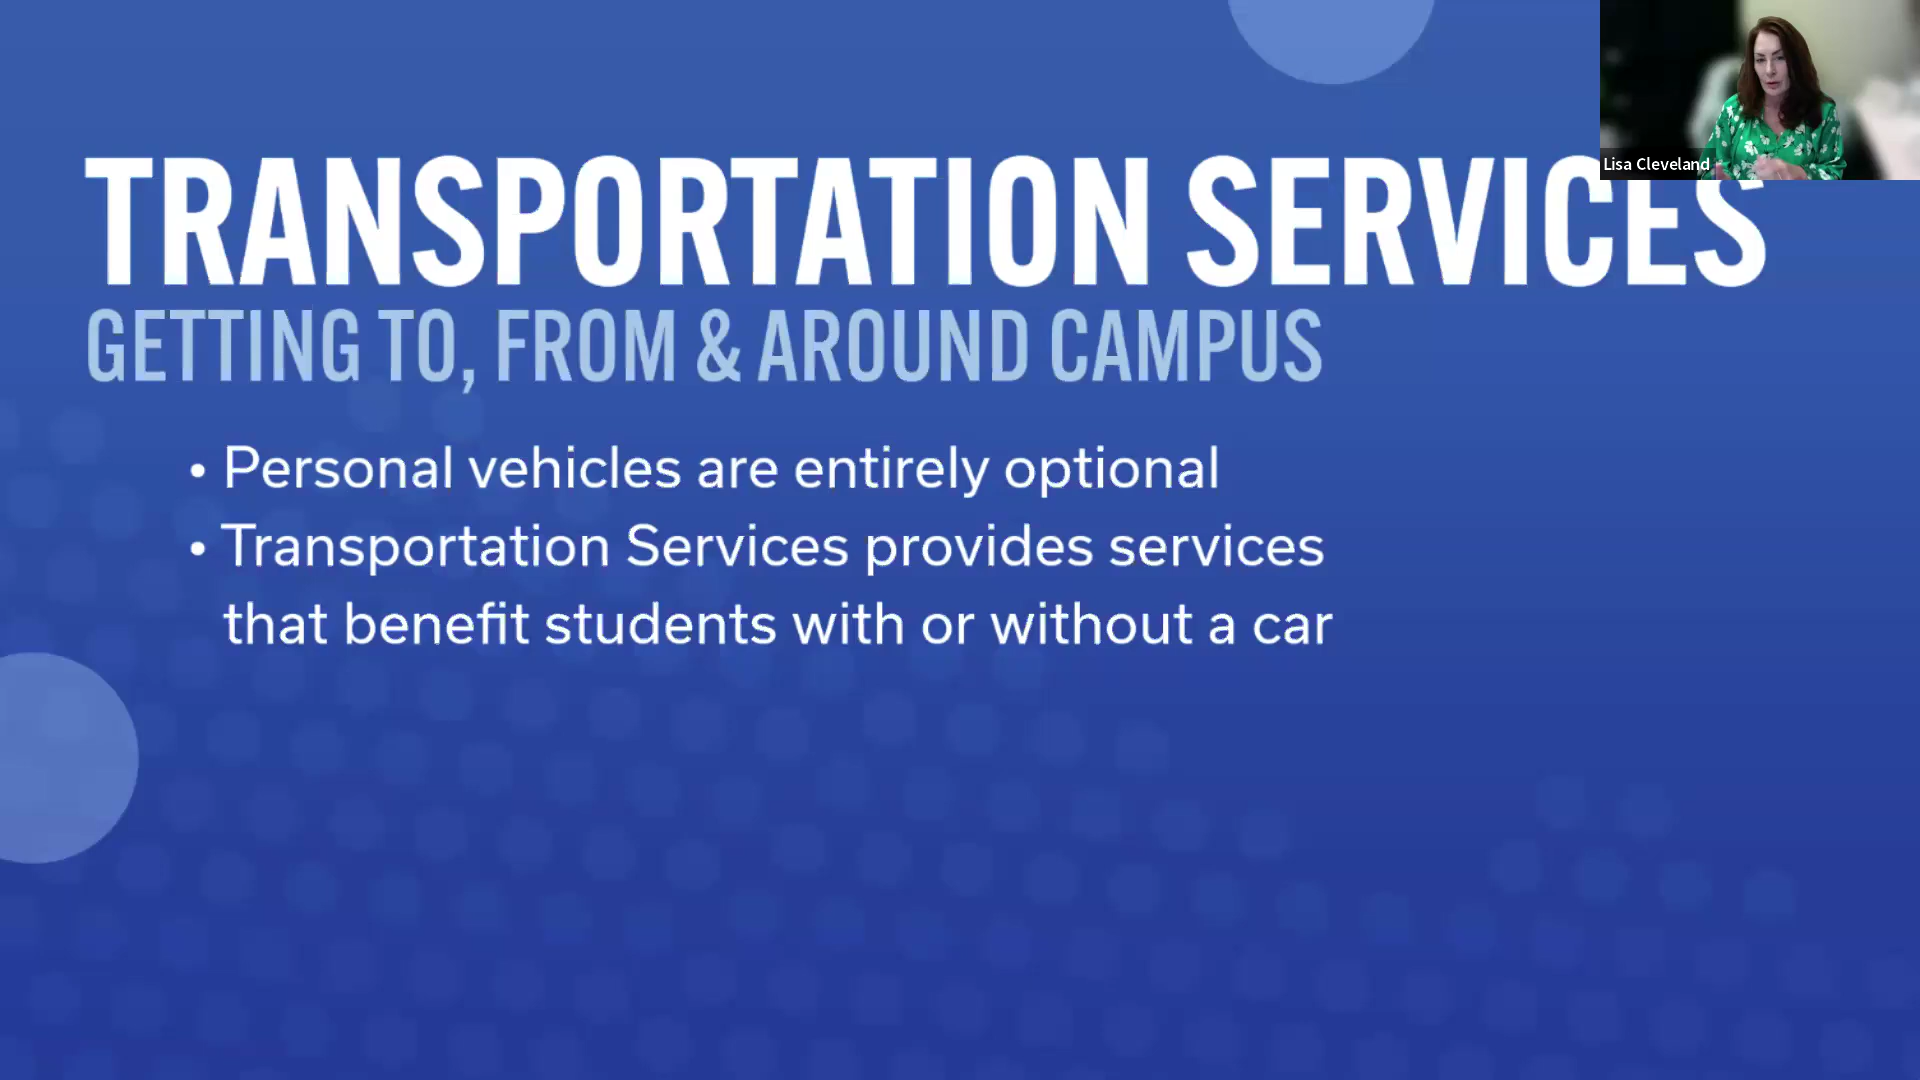 Lisa Cleveland
TRANSPORTATION SERVICES
GETTING TO, FROM & AROUND CAMPUS
• Personal vehicles are entirely optional
• Transportation Services provides services
that benefit students with or without a car